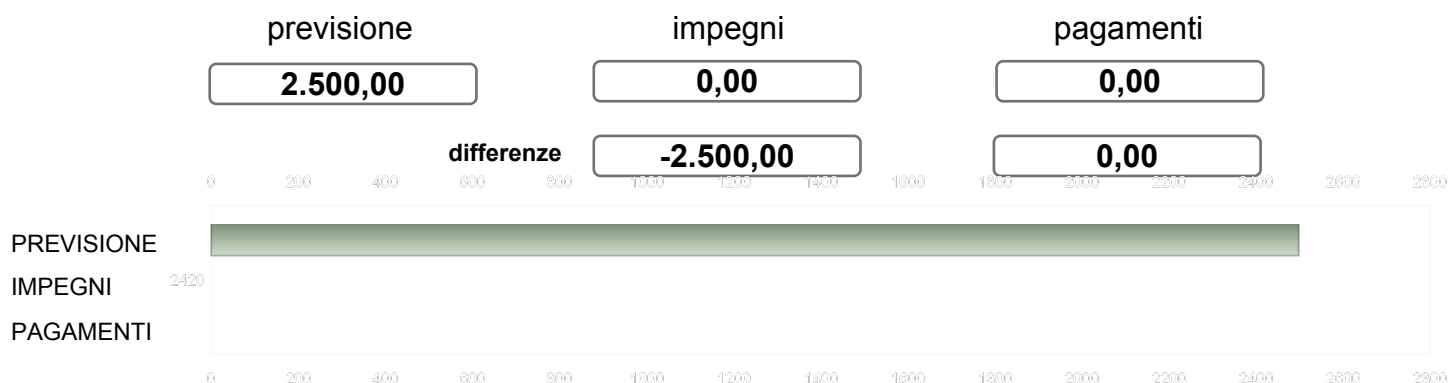 previsione impegni pagamenti
2.500,00 0,00 0,00
differenze -2.500,00 0,00
0 200 400 600 800 1000 1200 1400 1600 1800 2000 2200 2400 2600 2800
PREVISIONE
IMPEGNI 2420
PAGAMENTI
0 200 400 600 800 1000 1200 1400 1600 1800 2000 2200 2400 2600 2800